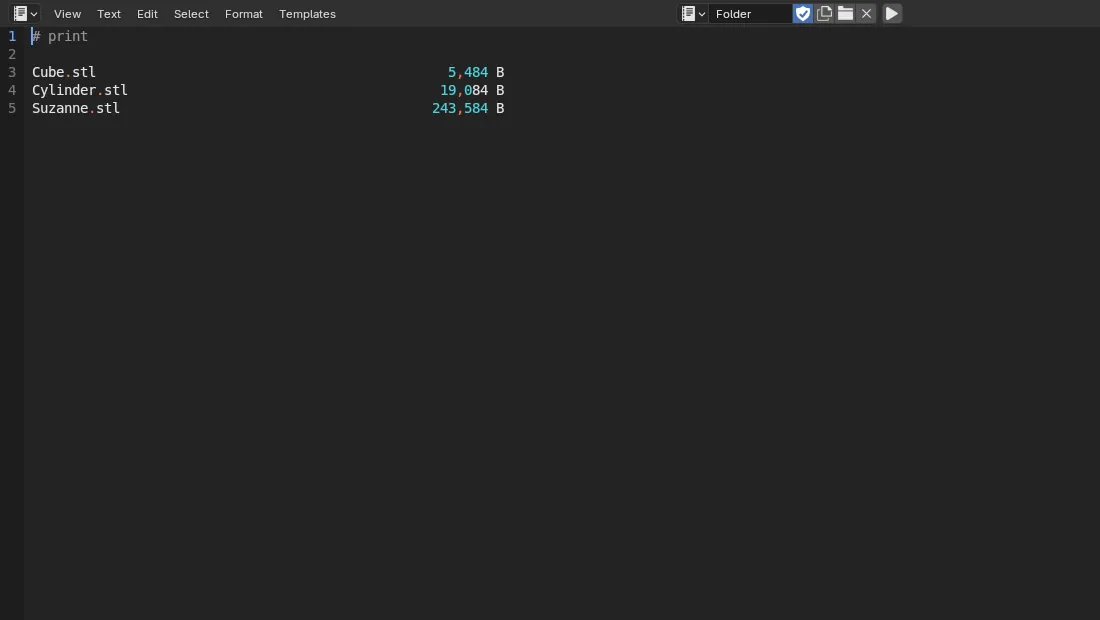 View Text Edit Select Format Templates Folder
1 # print
2
3 Cube.stl 5,484 B
4 Cylinder.stl 19,084 B
5 Suzanne.stl 243,584 B